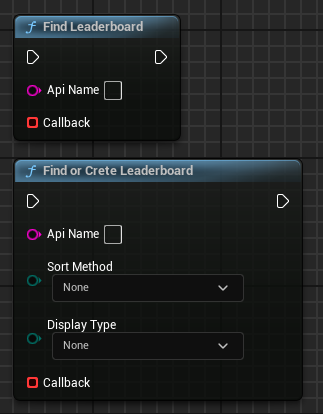 f Find Leaderboard
Api Name
Callback
f Find or Crete Leaderboard
Api Name
Sort Method
None
Display Type
None
Callback